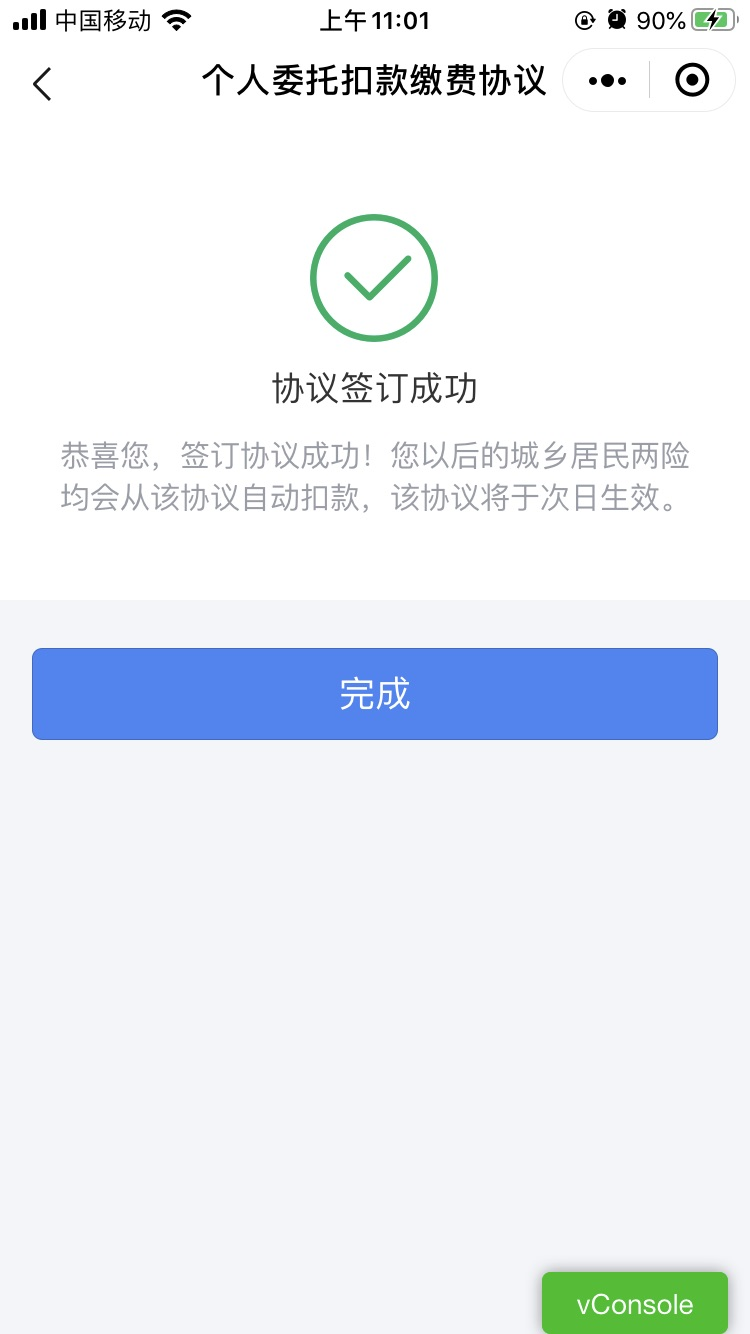 中国移动 上午11:01 90%
个人委托扣款缴费协议
协议签订成功
恭喜您，签订协议成功！您以后的城乡居民两险
均会从该协议自动扣款，该协议将于次日生效。
完成
vConsole